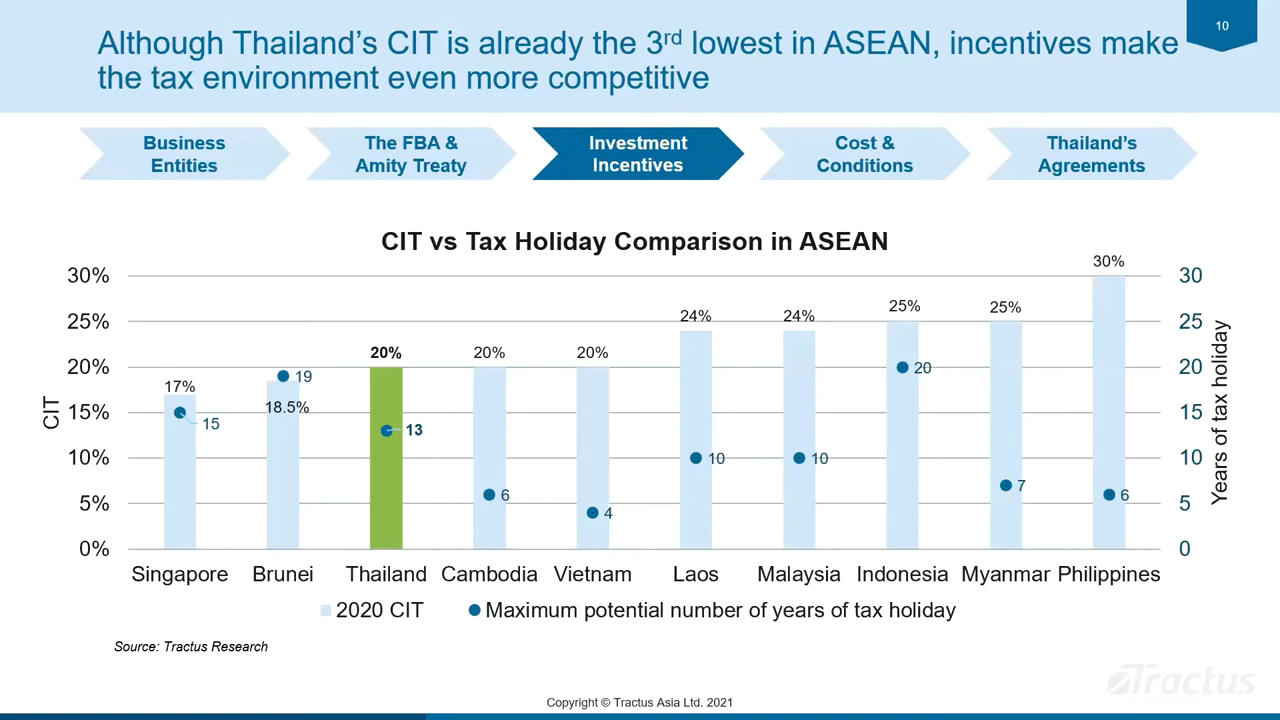 10
Although Thailand’s CIT is already the 3rd lowest in ASEAN, incentives make
the tax environment even more competitive
Business
Entities
The FBA &
Amity Treaty
Investment
Incentives
Cost &
Conditions
Thailand’s
Agreements
CIT vs Tax Holiday Comparison in ASEAN
CIT
30%
25%
20%
15%
10%
5%
0%
17%
18.5%
20%
20%
20%
24%
24%
25%
25%
30%
15
19
13
6
4
10
10
20
7
6
30
25
20
15
10
5
0
Years of tax holiday
Singapore Brunei Thailand Cambodia Vietnam Laos Malaysia Indonesia Myanmar Philippines
2020 CIT Maximum potential number of years of tax holiday
Source: Tractus Research
Tractus
Copyright © Tractus Asia Ltd. 2021